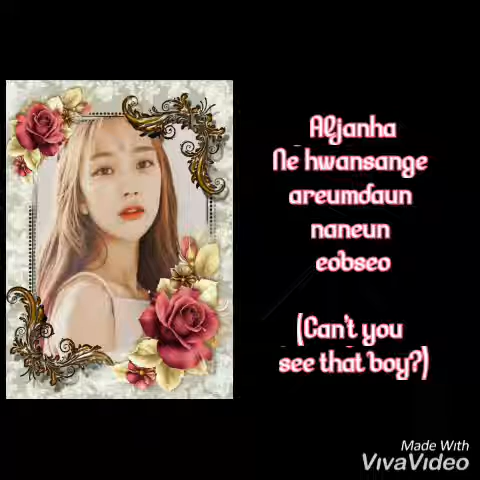 Aljanha
Ne hwansange
areumdaun
naneun
eobseo
(Can't you
see that boy?)
Made With
VivaVideo